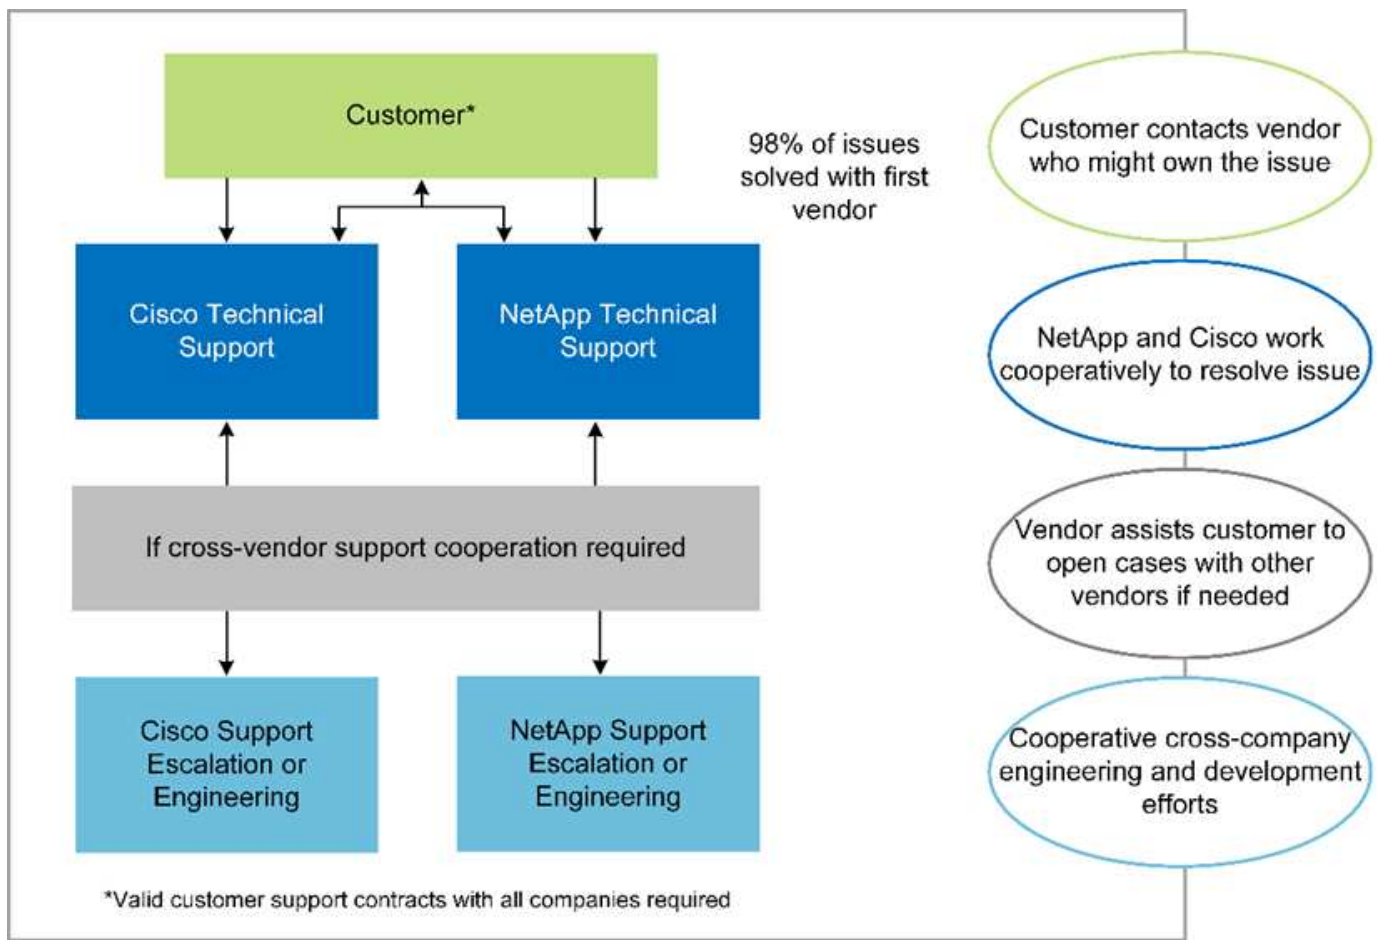 Customer*
98% of issues
solved with first
vendor
Cisco Technical
Support
NetApp Technical
Support
If cross-vendor support cooperation required
Cisco Support
Escalation or
Engineering
NetApp Support
Escalation or
Engineering
*Valid customer support contracts with all companies required
Customer contacts vendor
who might own the issue
NetApp and Cisco work
cooperatively to resolve issue
Vendor assists customer to
open cases with other
vendors if needed
Cooperative cross-company
engineering and development
efforts